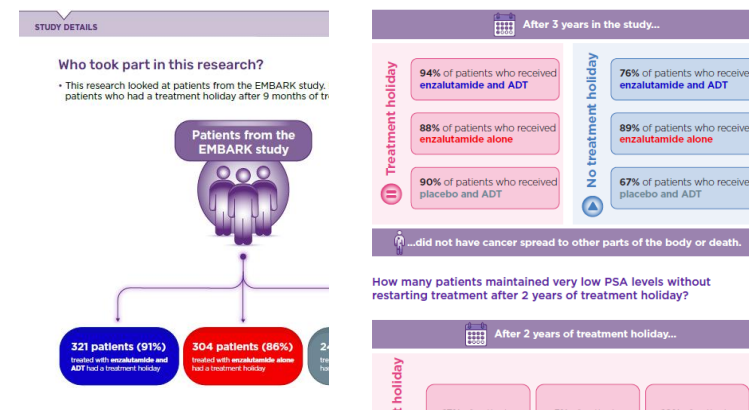 STUDY DETAILS
Who took part in this research?
• This research looked at patients from the EMBARK study.
patients who had a treatment holiday after 9 months of
Patients from the
EMBARK study
321 patients (91%)
treated with enzalutamide and
ADT had a treatment holiday
304 patients (86%)
treated with enzalutamide alone
had a treatment holiday
After 3 years in the study...
Treatment holiday
94% of patients who received
enzalutamide and ADT
88% of patients who received
enzalutamide alone
90% of patients who received
placebo and ADT
No treatment holiday
76% of patients who receive
enzalutamide and ADT
89% of patients who receive
enzalutamide alone
67% of patients who receive
placebo and ADT
...did not have cancer spread to other parts of the body or death.
How many patients maintained very low PSA levels without
restarting treatment after 2 years of treatment holiday?
After 2 years of treatment holiday...
holiday